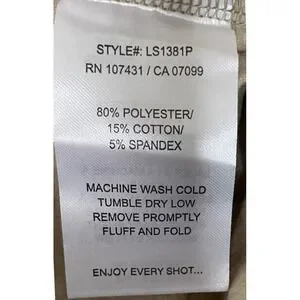 STYLE#: LS1381P
RN 107431 / CA 07099
80% POLYESTER/
15% COTTON/
5% SPANDEX
MACHINE WASH COLD
TUMBLE DRY LOW
REMOVE PROMPTLY
FLUFF AND FOLD
ENJOY EVERY SHOT...